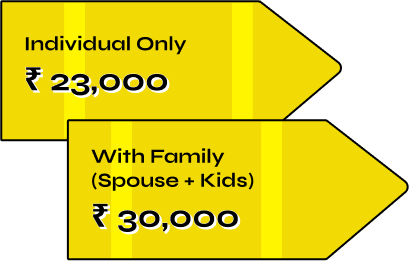 Individual Only
₹ 23,000
With Family
(Spouse + Kids)
₹ 30,000